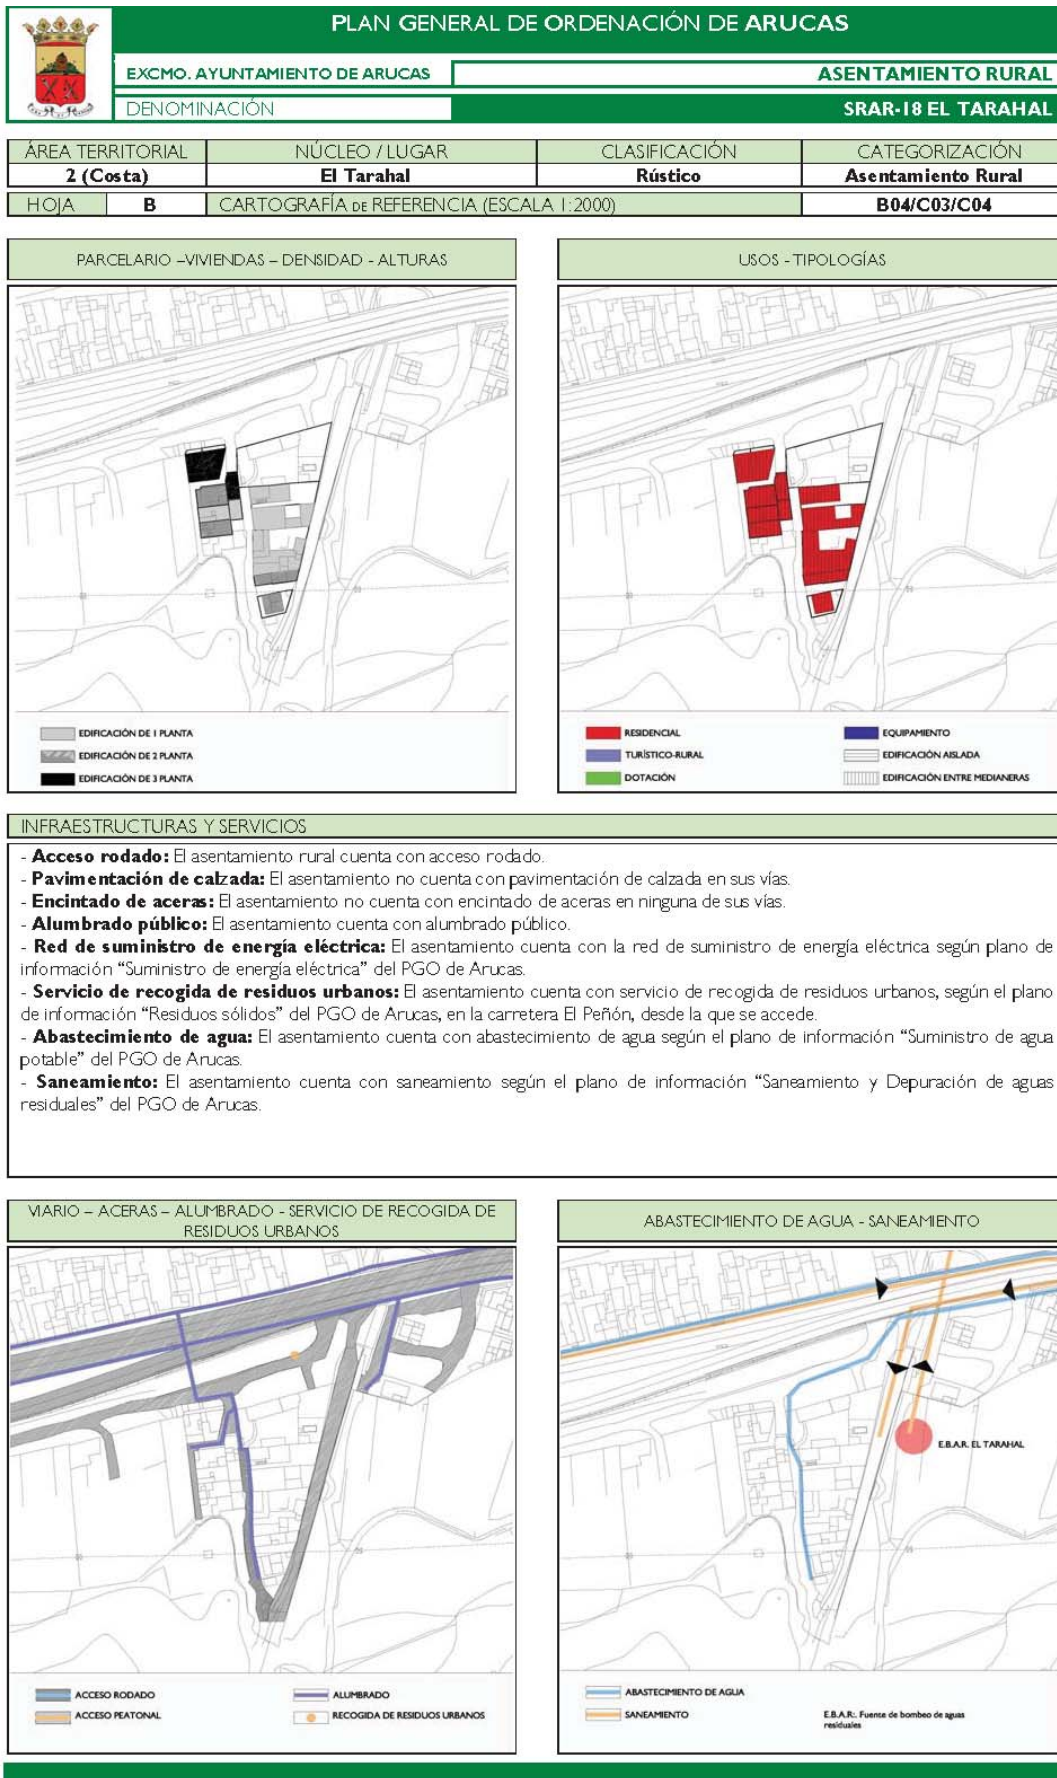 PLAN GENERAL DE ORDENACIÓN DE ARUCAS
EXCMO. AYUNTAMIENTO DE ARUCAS
ASENTAMIENTO RURAL
DENOMINACIÓN
SRAR-18 EL TARAHAL
ÁREA TERRITORIAL NÚCLEO / LUGAR CLASIFICACIÓN CATEGORIZACIÓN
2 (Costa) El Tarahal Rústico Asentamiento Rural
HOJA B CARTOGRAFÍA DE REFERENCIA (ESCALA 1:2000) B04/C03/C04
PARCELARIO –VIVIENDAS – DENSIDAD - ALTURAS
USOS - TIPOLOGÍAS
EDIFICACIÓN DE 1 PLANTA
EDIFICACIÓN DE 2 PLANTA
EDIFICACIÓN DE 3 PLANTA
RESIDENCIAL
TURÍSTICO-RURAL
DOTACIÓN
EQUIPAMIENTO
EDIFICACIÓN AISLADA
EDIFICACIÓN ENTRE MEDIANERAS
INFRAESTRUCTURAS Y SERVICIOS
- Acceso rodado: El asentamiento rural cuenta con acceso rodado.
- Pavimentación de calzada: El asentamiento no cuenta con pavimentación de calzada en sus vías.
- Encintado de aceras: El asentamiento no cuenta con encintado de aceras en ninguna de sus vías.
- Alumbrado público: El asentamiento cuenta con alumbrado público.
- Red de suministro de energía eléctrica: El asentamiento cuenta con la red de suministro de energía eléctrica según plano de
información “Suministro de energía eléctrica” del PGO de Arucas.
- Servicio de recogida de residuos urbanos: El asentamiento cuenta con servicio de recogida de residuos urbanos, según el plano
de información “Residuos sólidos” del PGO de Arucas, en la carretera El Peñón, desde la que se accede.
- Abastecimiento de agua: El asentamiento cuenta con abastecimiento de agua según el plano de información “Suministro de agua
potable” del PGO de Arucas.
- Saneamiento: El asentamiento cuenta con saneamiento según el plano de información “Saneamiento y Depuración de aguas
residuales” del PGO de Arucas.
VIARIO – ACERAS – ALUMBRADO - SERVICIO DE RECOGIDA DE
RESIDUOS URBANOS
ABASTECIMIENTO DE AGUA - SANEAMIENTO
E.B.A.R. EL TARAHAL
ACCESO RODADO
ACCESO PEATONAL
ALUMBRADO
RECOGIDA DE RESIDUOS URBANOS
ABASTECIMIENTO DE AGUA
SANEAMIENTO
E.B.A.R.: Fuente de bombeo de aguas
residuales